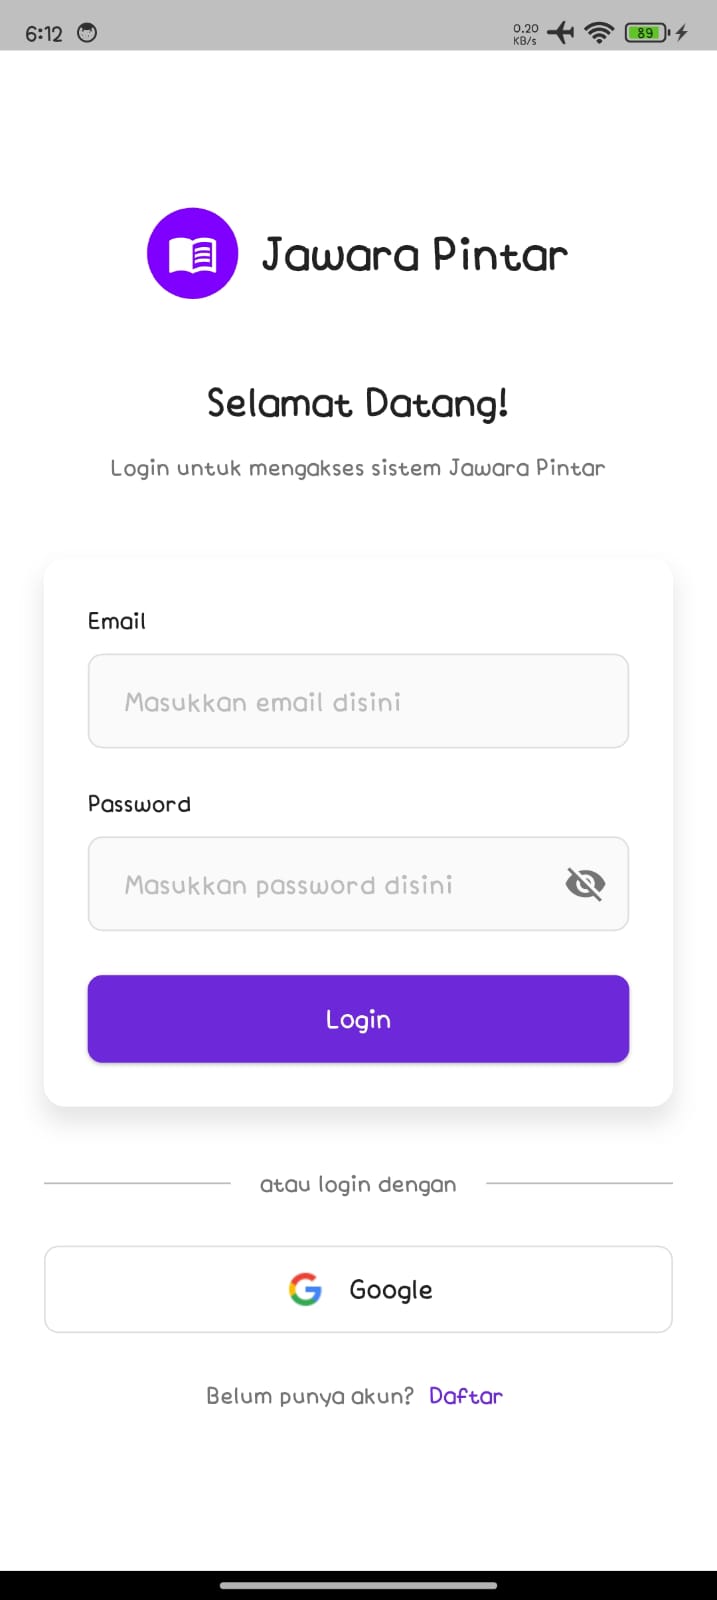 6:12
0.20
KB/s
89
Jawara Pintar
Selamat Datang!
Login untuk mengakses sistem Jawara Pintar
Email
Masukkan email disini
Password
Masukkan password disini
Login
atau login dengan
Google
Belum punya akun? Daftar